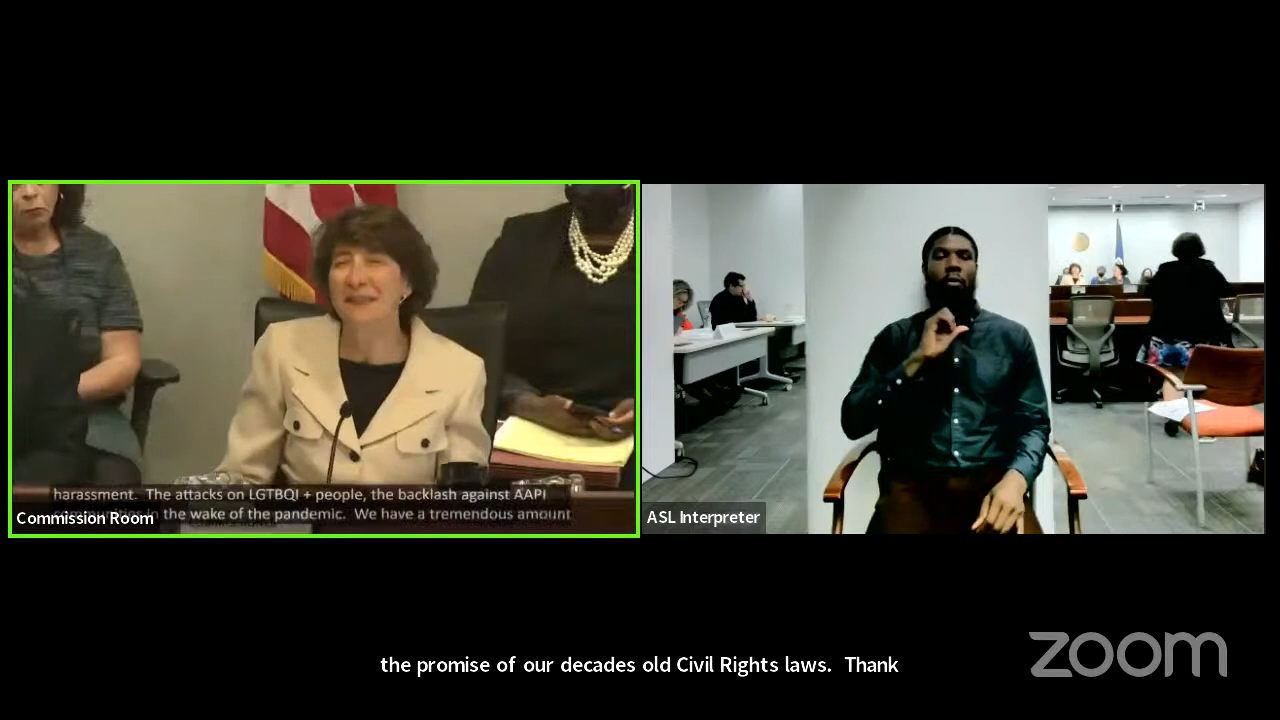 harassment.  The attacks on LGTBQI + people, the backlash against AAPI
in the wake of the pandemic.  We have a tremendous amount
Commission Room
ASL Interpreter
the promise of our decades old Civil Rights laws.  Thank
zoom